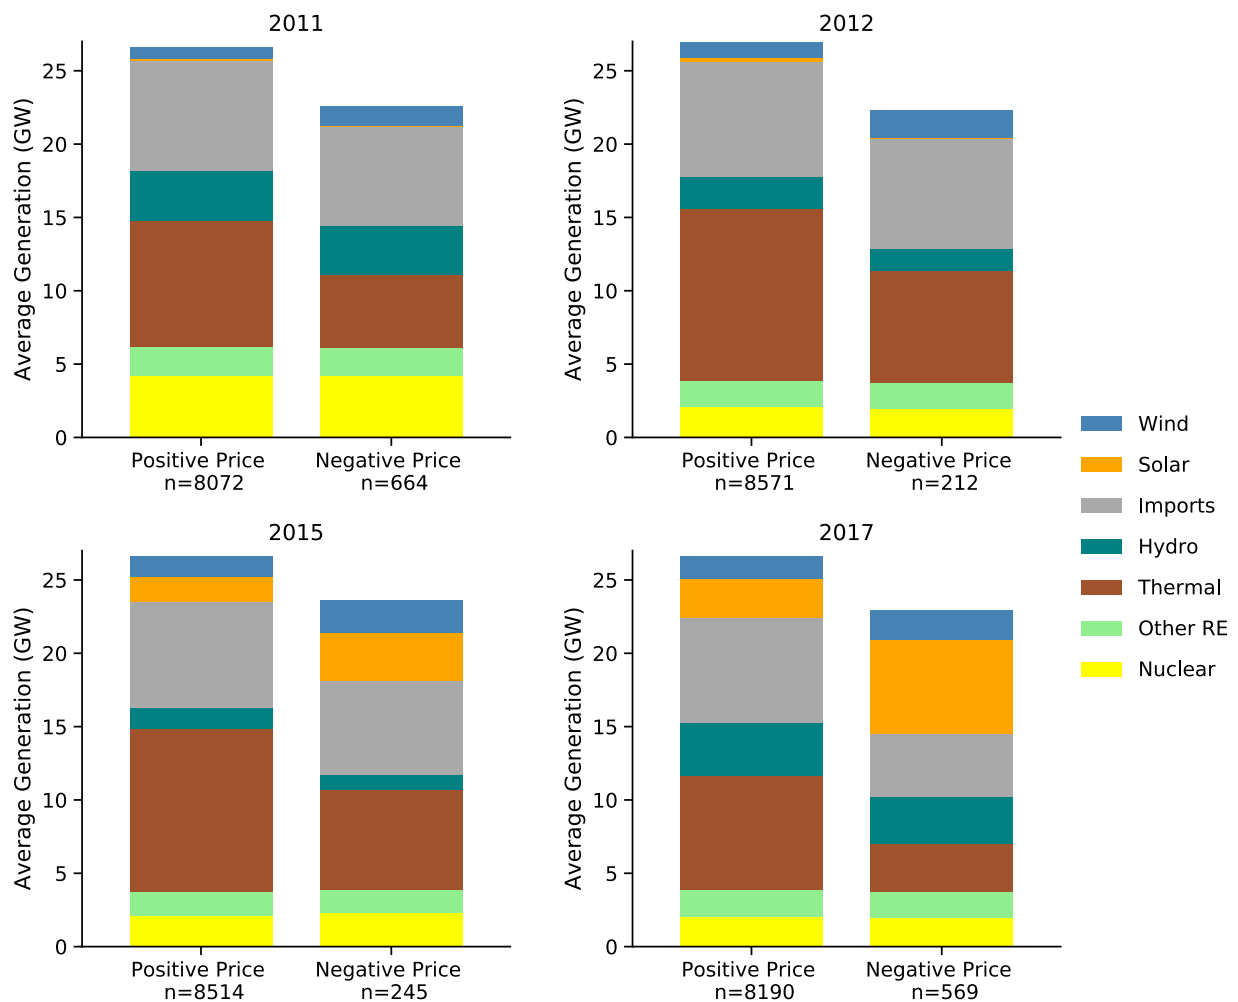 2011
Average Generation (GW)
25
20
15
10
5
0
Positive Price
n=8072
Negative Price
n=664
2012
Average Generation (GW)
25
20
15
10
5
0
Positive Price
n=8571
Negative Price
n=212
2015
Average Generation (GW)
25
20
15
10
5
0
Positive Price
n=8514
Negative Price
n=245
2017
Average Generation (GW)
25
20
15
10
5
0
Positive Price
n=8190
Negative Price
n=569
Wind
Solar
Imports
Hydro
Thermal
Other RE
Nuclear